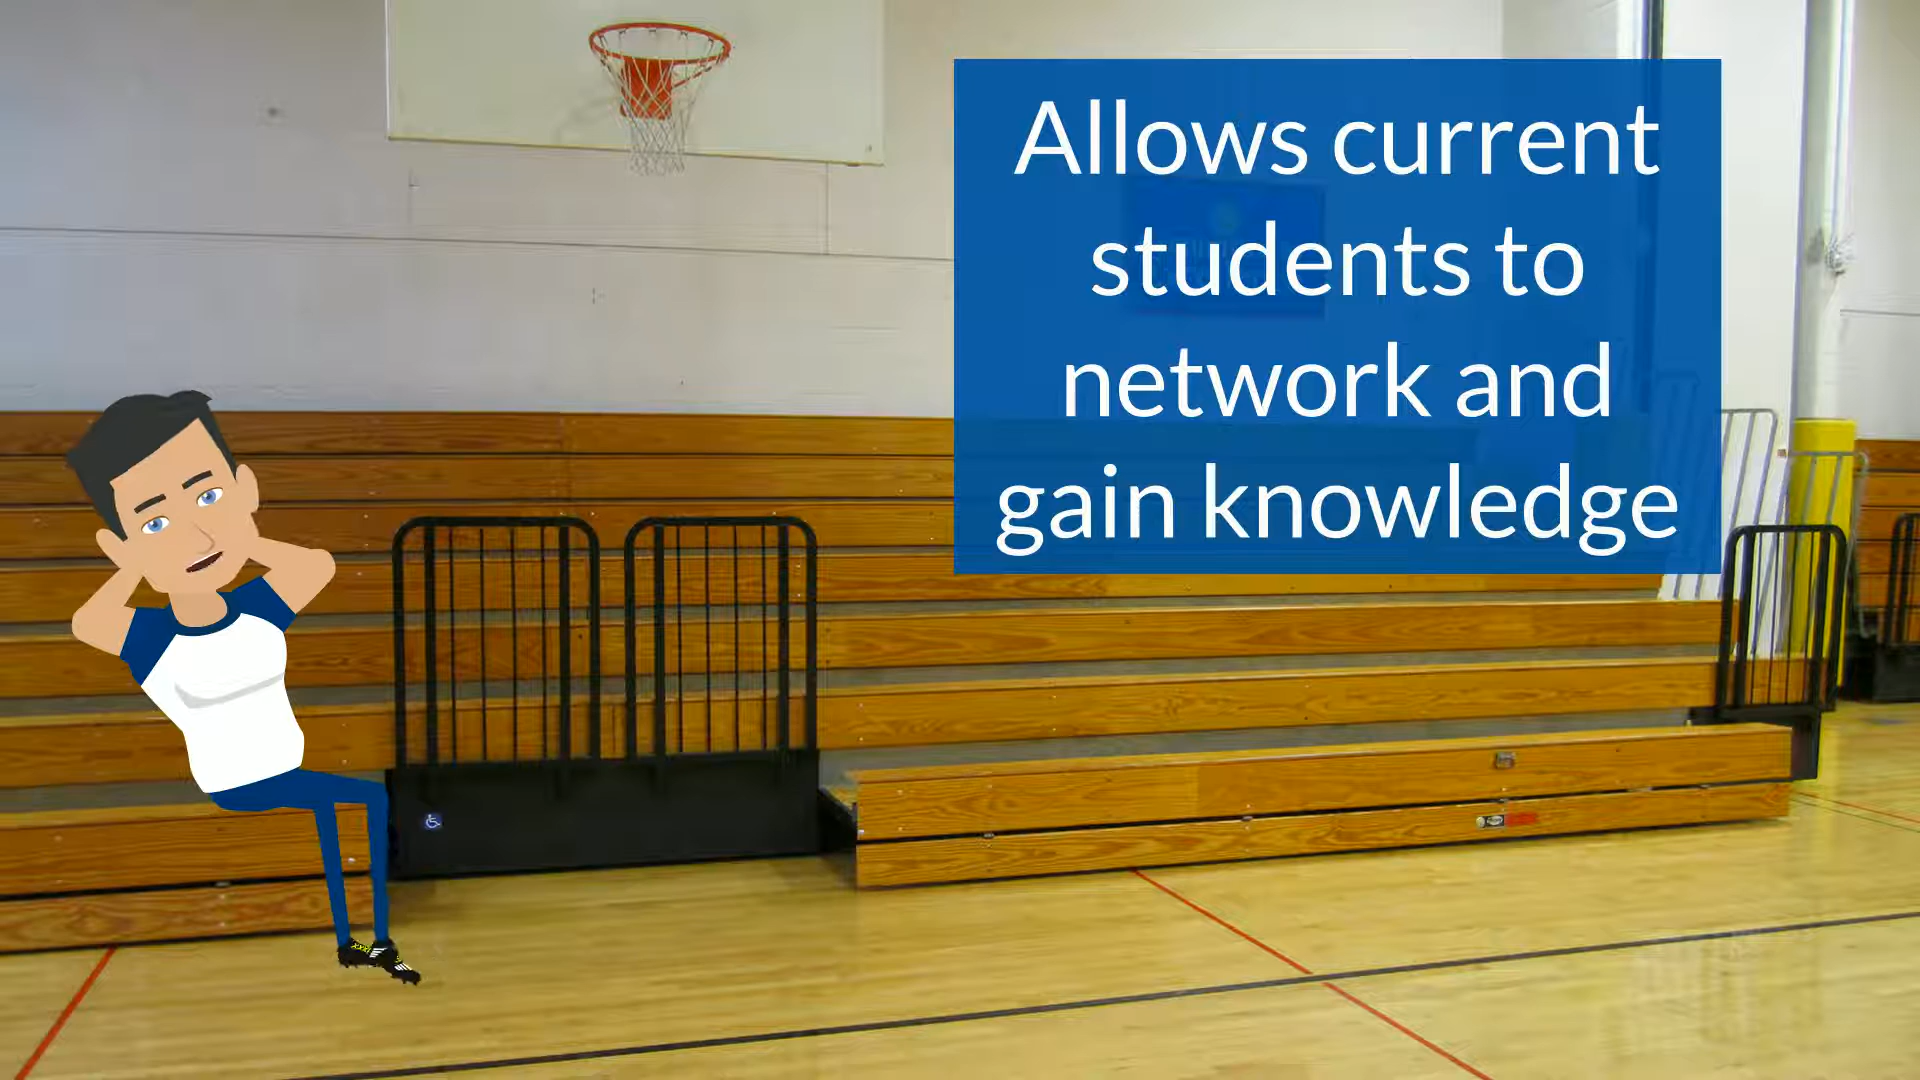 Allows current
students to
network and
gain knowledge